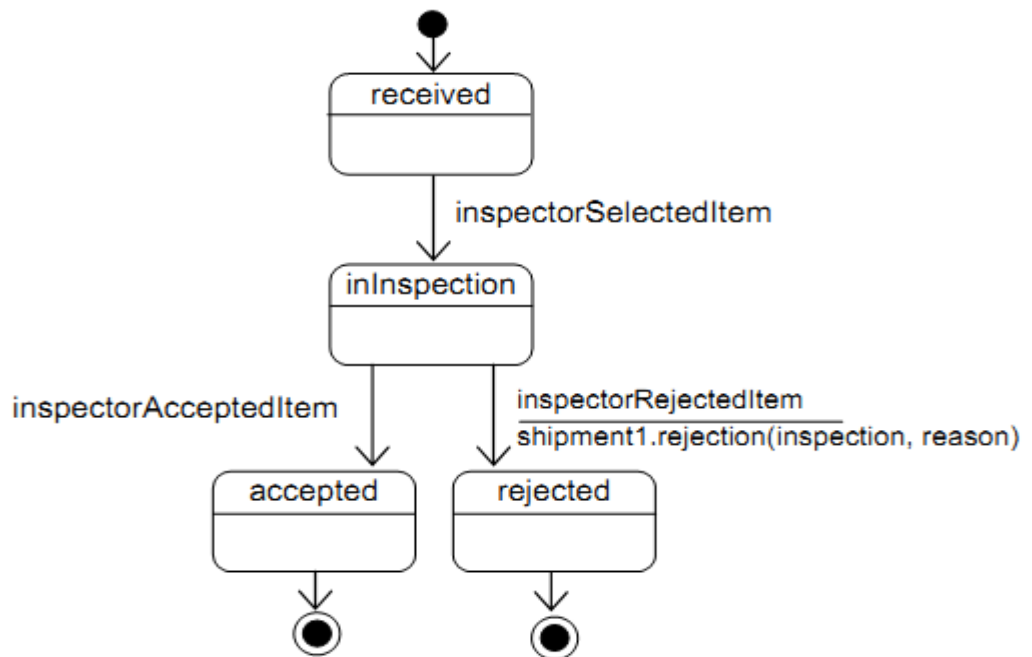 received
inspectorSelectedItem
inInspection
inspectorAcceptedItem
inspectorRejectedItem
shipment1.rejection(inspection, reason)
accepted
rejected